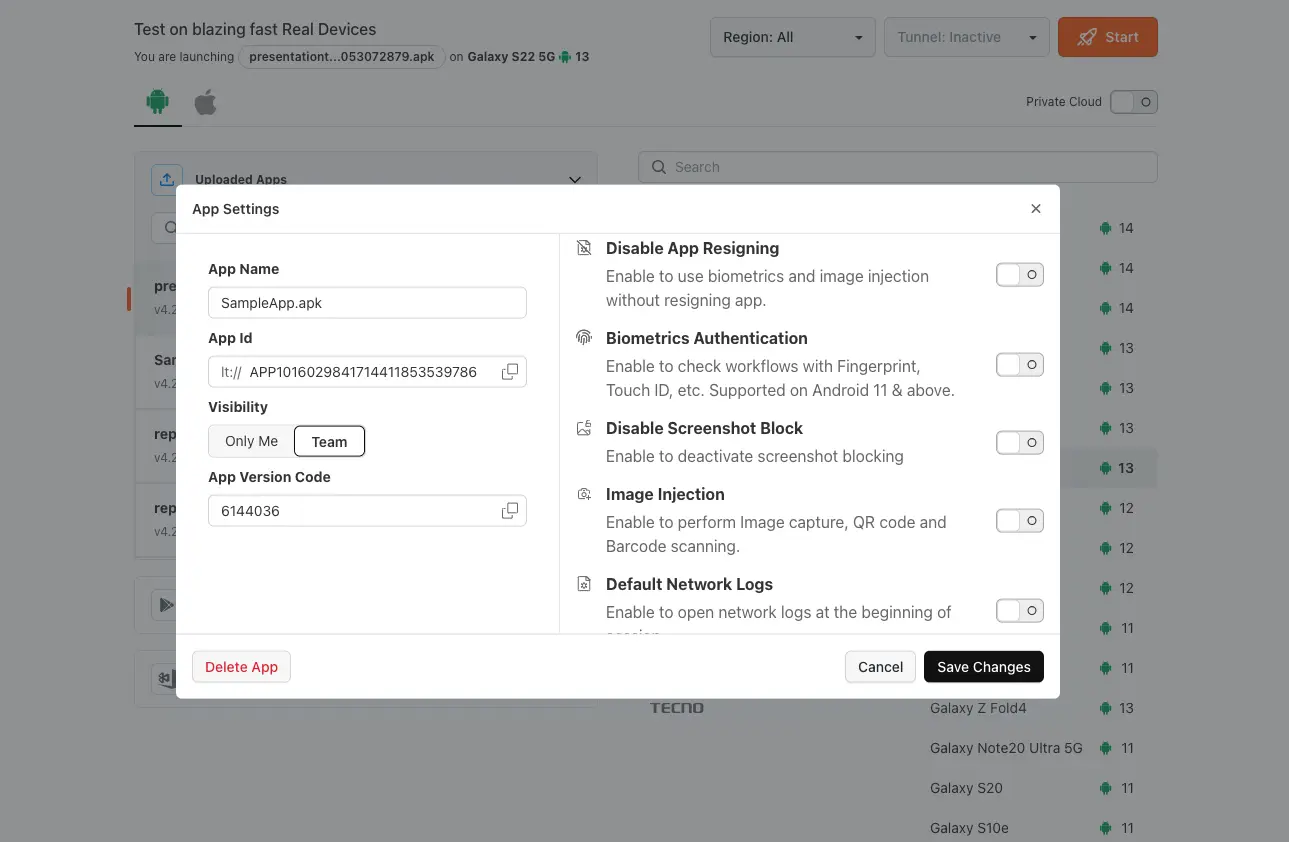 Test on blazing fast Real Devices
You are launching presentationt...053072879.apk on Galaxy S22 5G 13
Region: All
Tunnel: Inactive
Start
Private Cloud
Uploaded Apps
Search
App Settings
App Name
SampleApp.apk
App Id
lt:// APP1016029841714411853539786
Visibility
Only Me Team
App Version Code
6144036
Disable App Resigning
Enable to use biometrics and image injection
without resigning app.
Biometrics Authentication
Enable to check workflows with Fingerprint,
Touch ID, etc. Supported on Android 11 & above.
Disable Screenshot Block
Enable to deactivate screenshot blocking
Image Injection
Enable to perform Image capture, QR code and
Barcode scanning.
Default Network Logs
Enable to open network logs at the beginning of
Delete App
Cancel
Save Changes
pre
v4.2
Sar
v4.2
rep
v4.2
rep
v4.2
14
14
14
13
13
13
13
12
12
12
11
11
TECNO
Galaxy Z Fold4 13
Galaxy Note20 Ultra 5G 11
Galaxy S20 11
Galaxy S10e 11